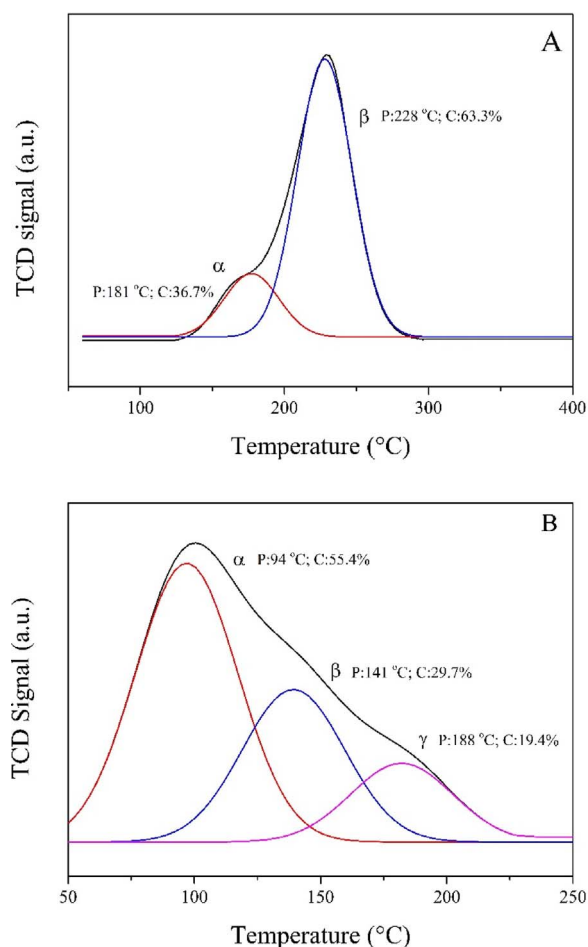 A
β P:228 °C; C:63.3%
α
P:181 °C; C:36.7%
TCD signal (a.u.)
100 200 300 400
Temperature (°C)
B
α P:94 °C; C:55.4%
β P:141 °C; C:29.7%
γ P:188 °C; C:19.4%
TCD Signal (a.u.)
50 100 150 200 250
Temperature (°C)